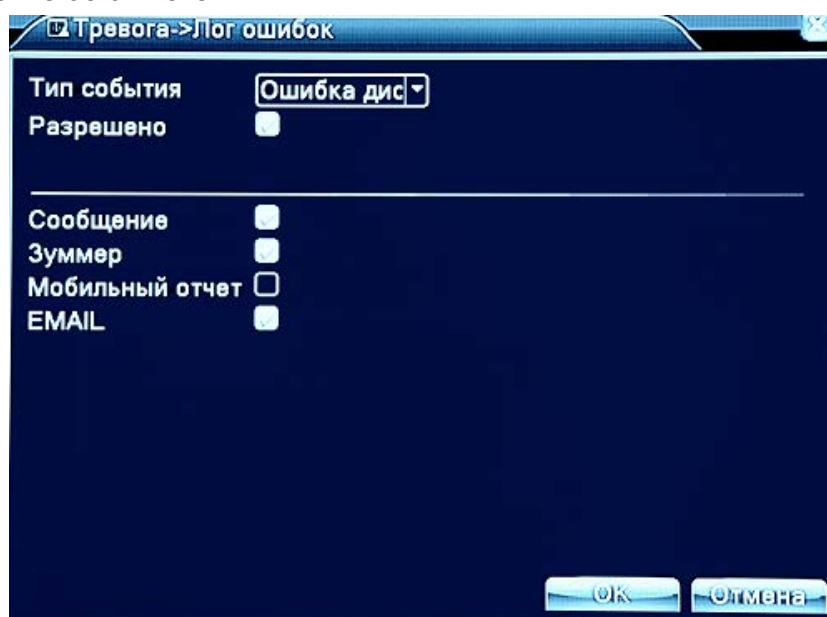 Тревога->Лог ошибок
Тип события Ошибка дис
Разрешено
Сообщение
Зуммер
Мобильный отчет
EMAIL
OK Отмена